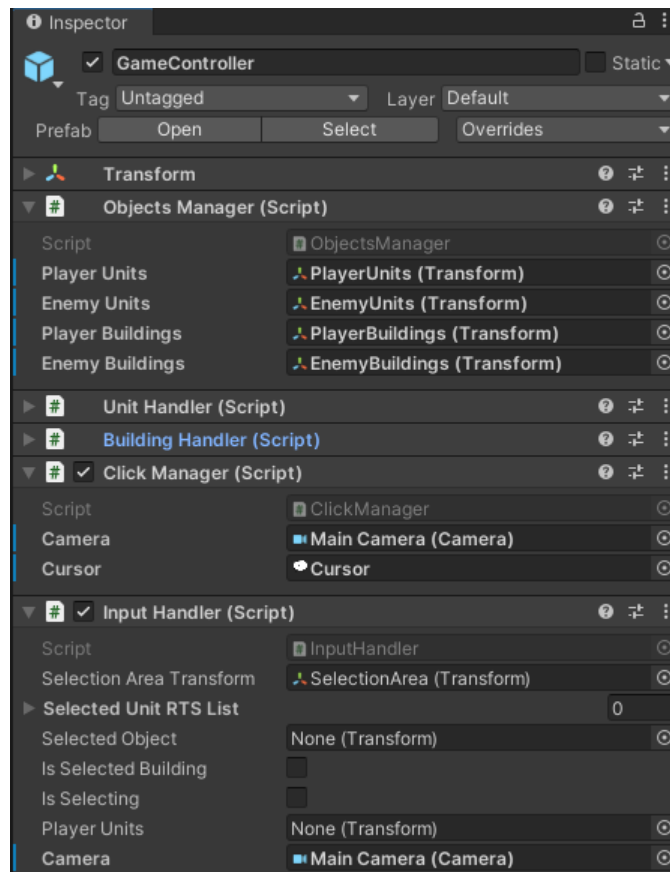 Inspector
GameController Static
Tag Untagged Layer Default
Prefab Open Select Overrides
Transform
# Objects Manager (Script)
Script # ObjectsManager
Player Units PlayerUnits (Transform)
Enemy Units EnemyUnits (Transform)
Player Buildings PlayerBuildings (Transform)
Enemy Buildings EnemyBuildings (Transform)
# Unit Handler (Script)
# Building Handler (Script)
# Click Manager (Script)
Script # ClickManager
Camera Main Camera (Camera)
Cursor Cursor
# Input Handler (Script)
Script # InputHandler
Selection Area Transform SelectionArea (Transform)
Selected Unit RTS List 0
Selected Object None (Transform)
Is Selected Building
Is Selecting
Player Units None (Transform)
Camera Main Camera (Camera)